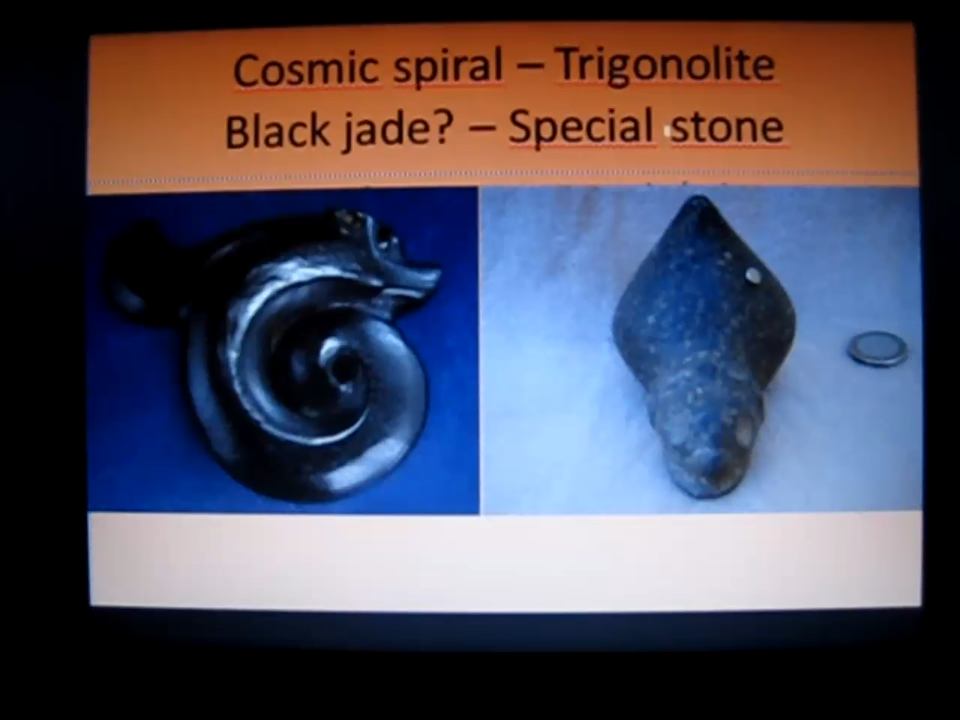 Cosmic spiral – Trigonolite
Black jade? – Special stone